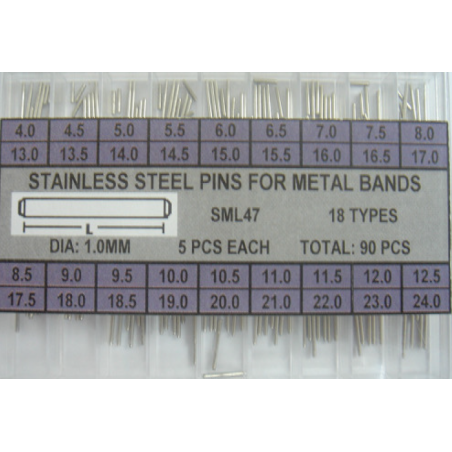 4.0 4.5 5.0 5.5 6.0 6.5 7.0 7.5 8.0
13.0 13.5 14.0 14.5 15.0 15.5 16.0 16.5 17.0
STAINLESS STEEL PINS FOR METAL BANDS
SML47 18 TYPES
L
DIA: 1.0MM 5 PCS EACH TOTAL: 90 PCS
8.5 9.0 9.5 10.0 10.5 11.0 11.5 12.0 12.5
17.5 18.0 18.5 19.0 20.0 21.0 22.0 23.0 24.0